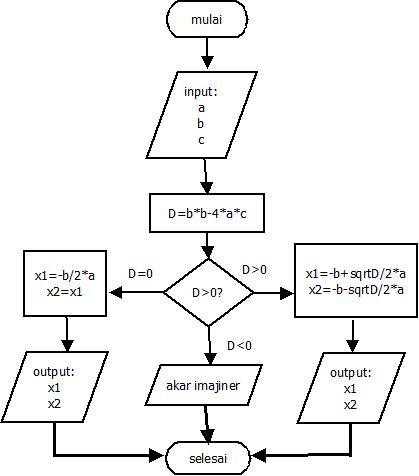 mulai
input:
a
b
c
D=b*b-4*a*c
D=0
D>0?
D>0
x1=-b/2*a
x2=x1
x1=-b+sqrtD/2*a
x2=-b-sqrtD/2*a
D<0
output:
x1
x2
akar imajiner
output:
x1
x2
selesai